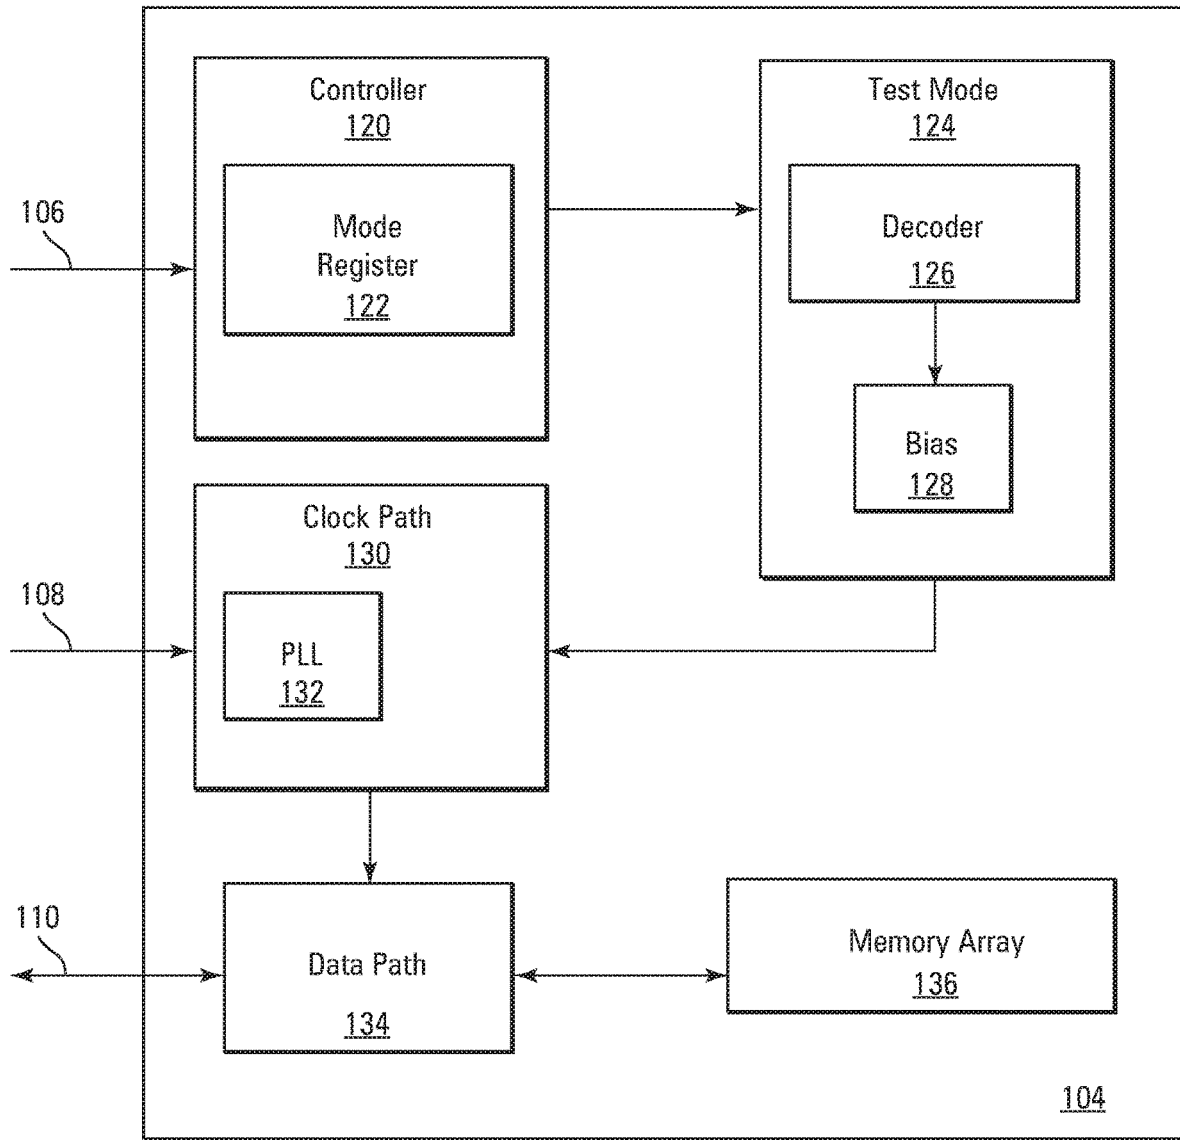 Controller
120
Mode
Register
122
Test Mode
124
Decoder
126
Bias
128
106
Clock Path
130
PLL
132
108
110
Data Path
134
Memory Array
136
104